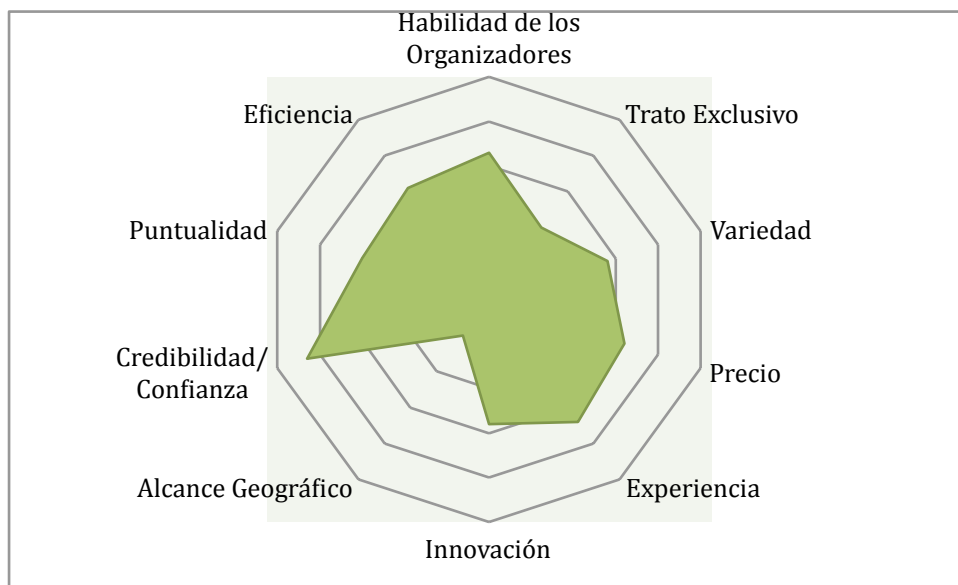 Habilidad de los
Organizadores
Trato Exclusivo
Variedad
Precio
Experiencia
Innovación
Alcance Geográfico
Credibilidad/
Confianza
Puntualidad
Eficiencia